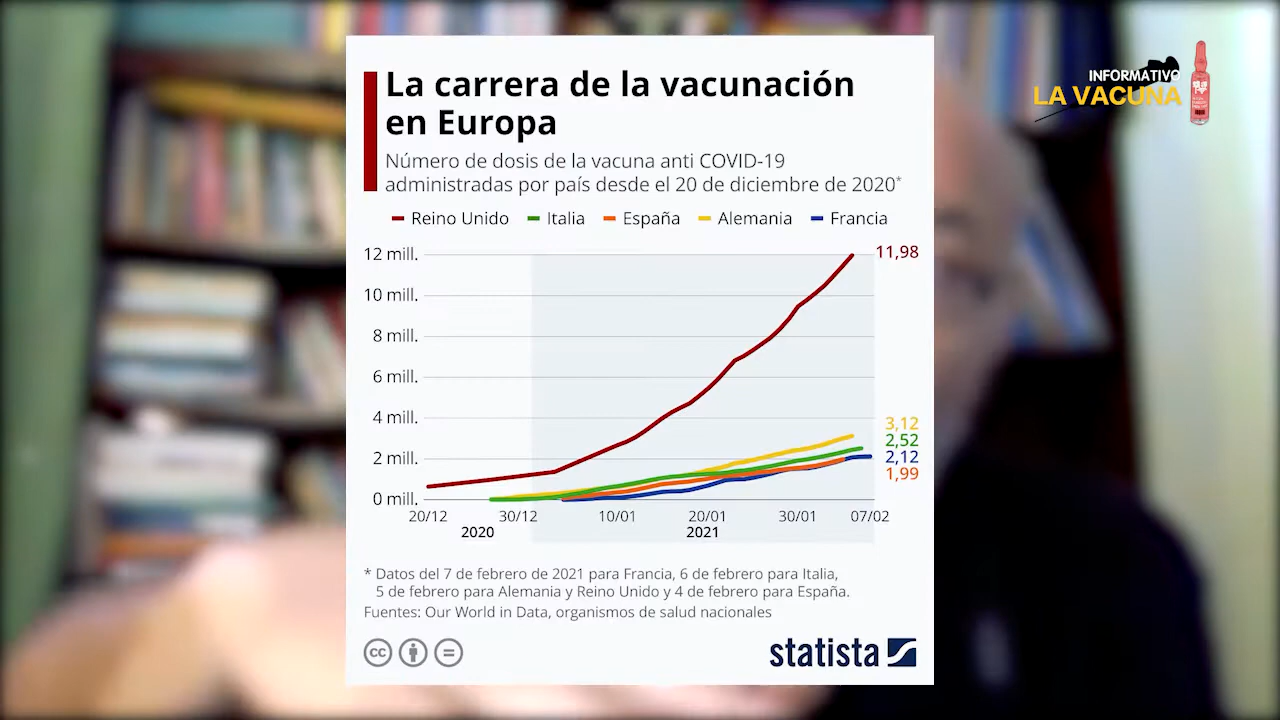 INFORMATIVO
LA VACUNA
La carrera de la vacunación
en Europa
Número de dosis de la vacuna anti COVID-19
administradas por país desde el 20 de diciembre de 2020*
Reino Unido Italia España Alemania Francia
12 mill.
11,98
10 mill.
8 mill.
6 mill.
4 mill.
3,12
2,52
2 mill.
2,12
1,99
0 mill.
20/12 30/12 10/01 20/01 30/01 07/02
2020 2021
* Datos del 7 de febrero de 2021 para Francia, 6 de febrero para Italia,
5 de febrero para Alemania y Reino Unido y 4 de febrero para España.
Fuentes: Our World in Data, organismos de salud nacionales
cc
statista